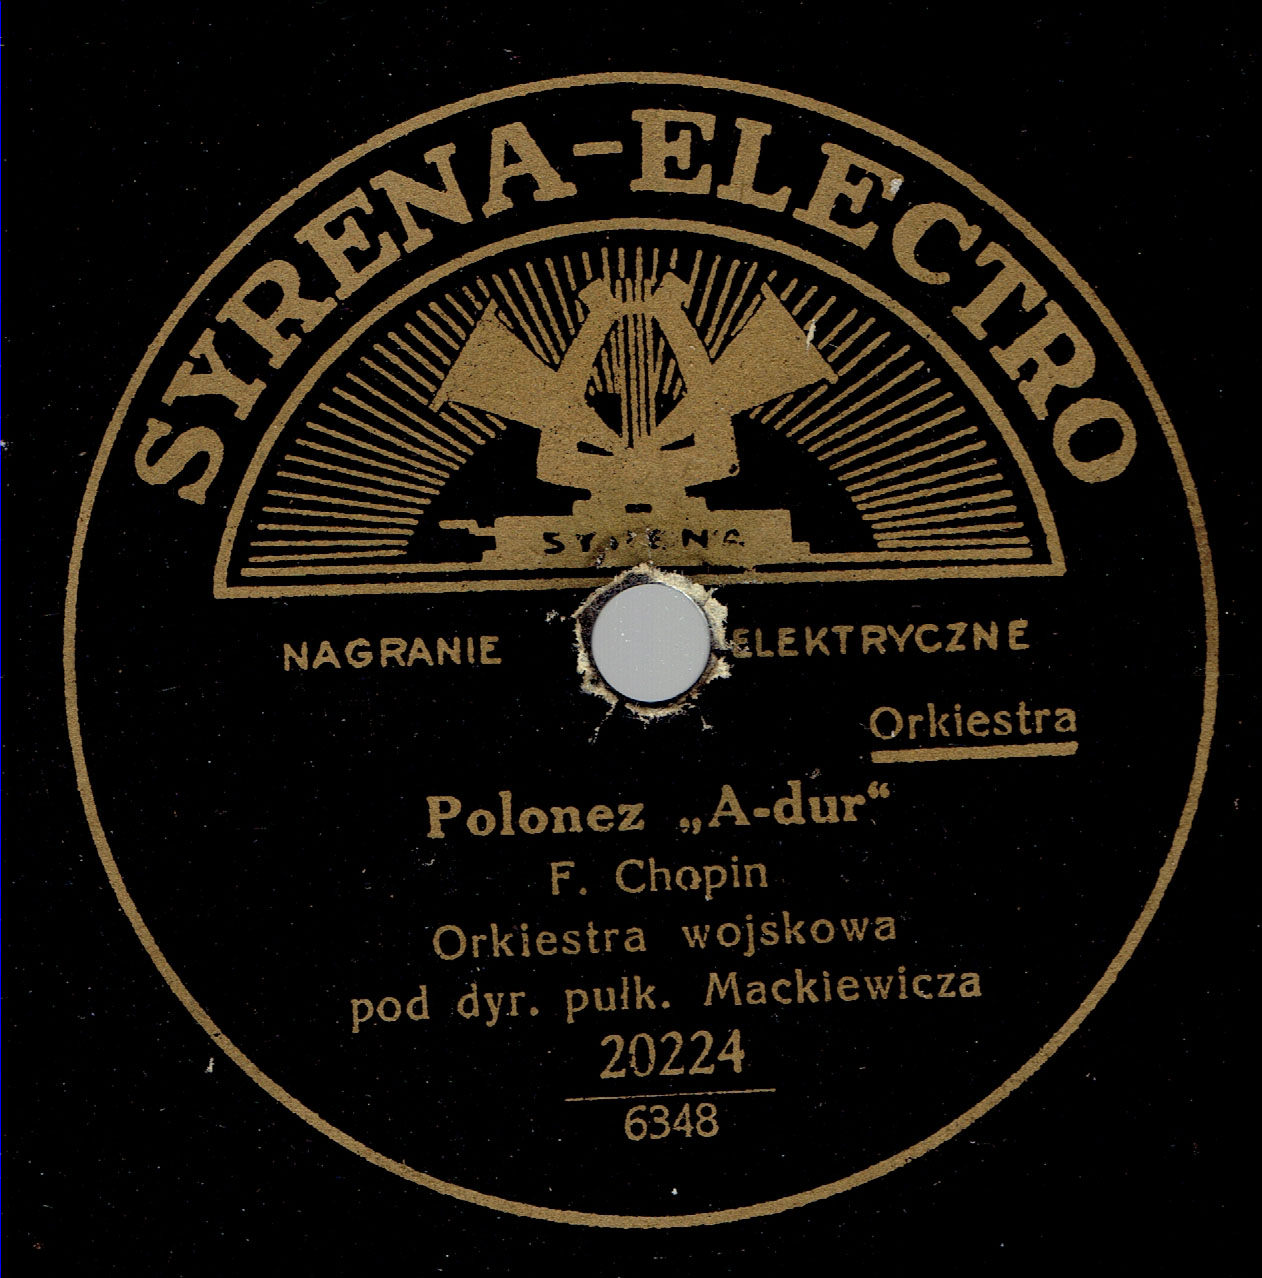 SYRENA-ELECTRO
SYRENA
NAGRANIE ELEKTRYCZNE
Orkiestra
Polonez „A-dur“
F. Chopin
Orkiestra wojskowa
pod dyr. pułk. Mackiewicza
20224
6348